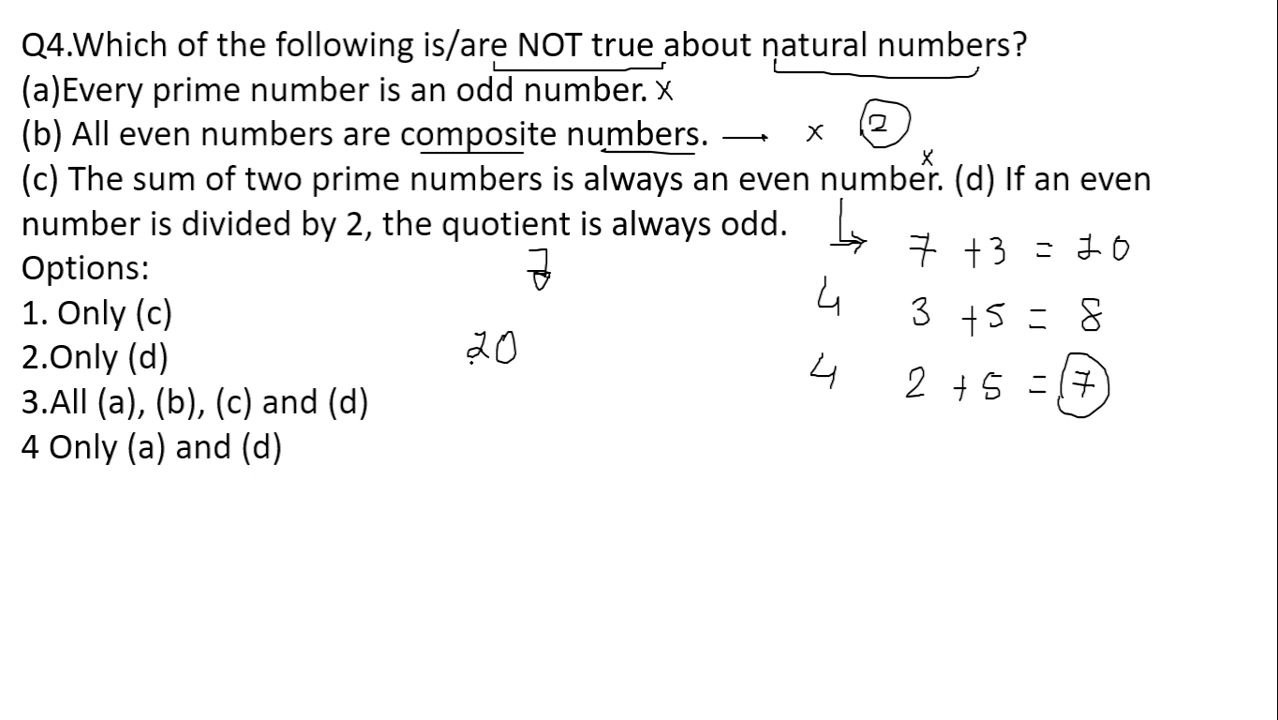 Q4.Which of the following is/are NOT true about natural numbers?
(a)Every prime number is an odd number. x
(b) All even numbers are composite numbers. → x 2
x
(c) The sum of two prime numbers is always an even number. (d) If an even
number is divided by 2, the quotient is always odd.
7 + 3 = 10
Options:
4 3 + 5 = 8
1. Only (c)
10
2.Only (d)
4 2 + 5 = 7
3.All (a), (b), (c) and (d)
4 Only (a) and (d)